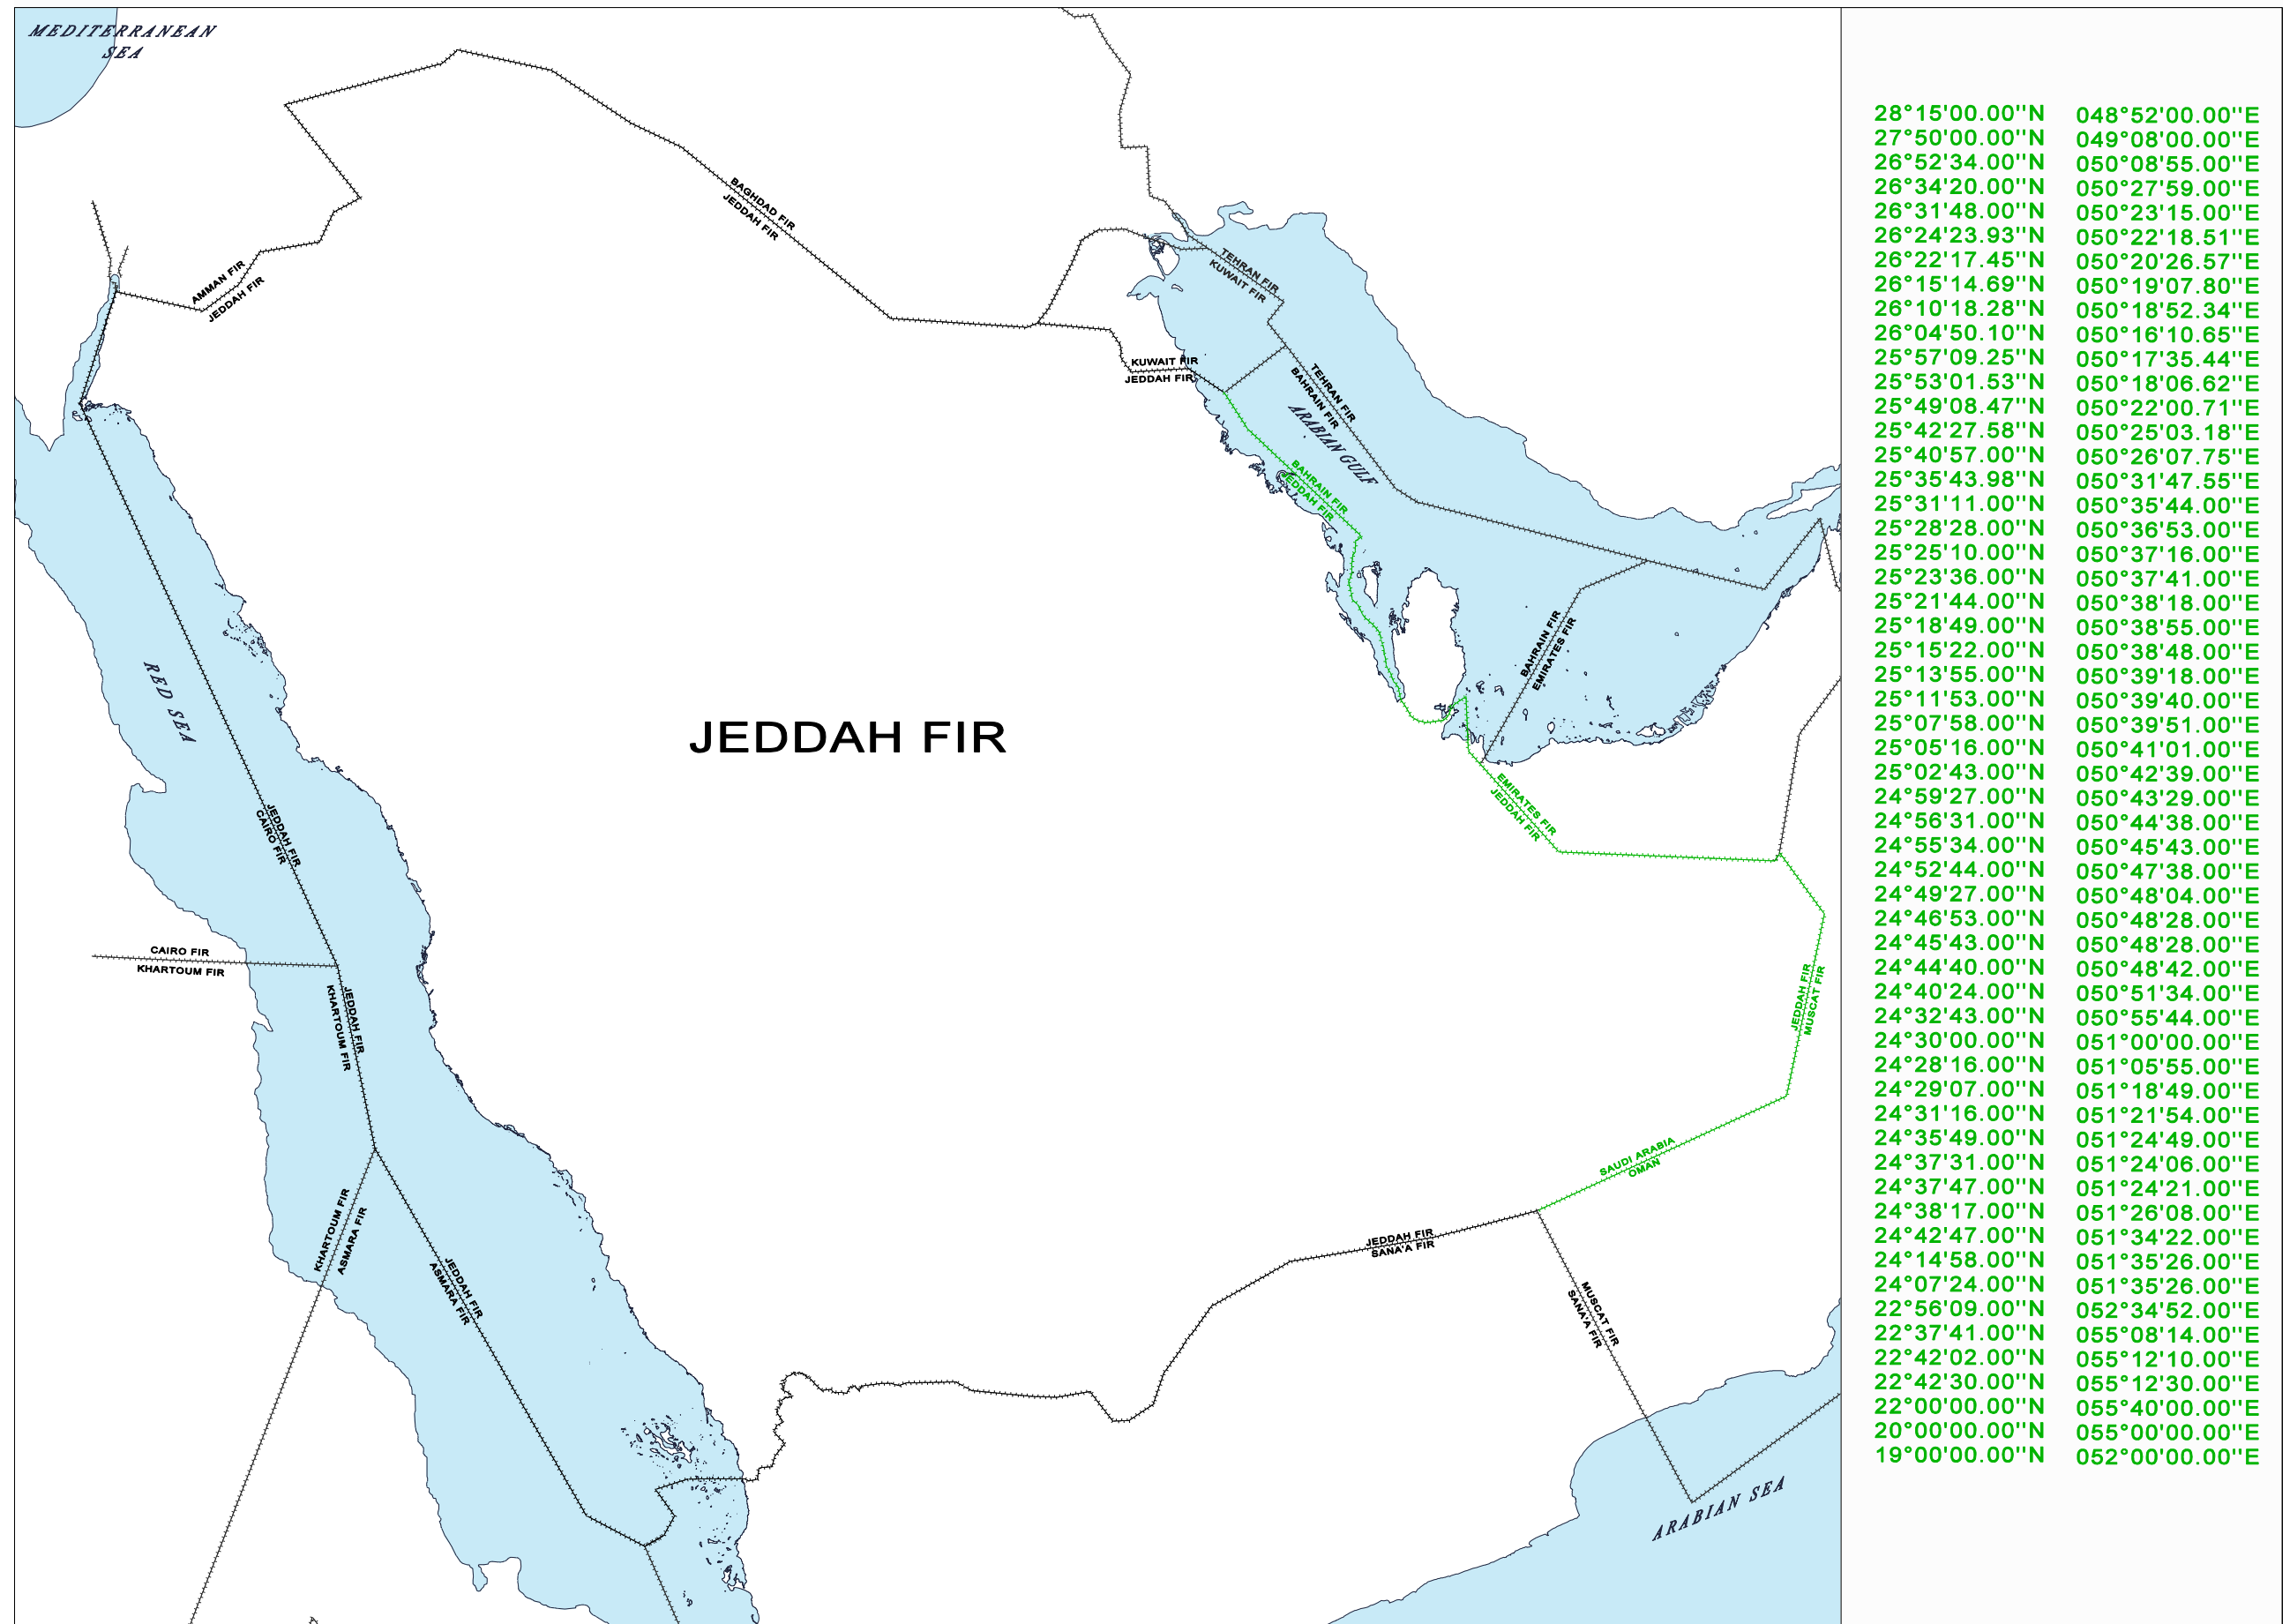 MEDITERRANEAN
SEA
BAGHDAD FIR
JEDDAH FIR
AMMAN FIR
JEDDAH FIR
TEHRAN FIR
KUWAIT FIR
KUWAIT FIR
JEDDAH FIR
TEHRAN FIR
BAHRAIN FIR
ARABIAN GULF
BAHRAIN FIR
JEDDAH FIR
BAHRAIN FIR
EMIRATES FIR
RED SEA
JEDDAH FIR
EMIRATES FIR
JEDDAH FIR
JEDDAH FIR
CAIRO FIR
CAIRO FIR
KHARTOUM FIR
JEDDAH FIR
KHARTOUM FIR
JEDDAH FIR
MUSCAT FIR
SAUDI ARABIA
OMAN
KHARTOUM FIR
ASMARA FIR
JEDDAH FIR
ASMARA FIR
JEDDAH FIR
SANA'A FIR
MUSCAT FIR
SANA'A FIR
ARABIAN SEA
28°15'00.00"N 048°52'00.00"E
27°50'00.00"N 049°08'00.00"E
26°52'34.00"N 050°08'55.00"E
26°34'20.00"N 050°27'59.00"E
26°31'48.00"N 050°23'15.00"E
26°24'23.93"N 050°22'18.51"E
26°22'17.45"N 050°20'26.57"E
26°15'14.69"N 050°19'07.80"E
26°10'18.28"N 050°18'52.34"E
26°04'50.10"N 050°16'10.65"E
25°57'09.25"N 050°17'35.44"E
25°53'01.53"N 050°18'06.62"E
25°49'08.47"N 050°22'00.71"E
25°42'27.58"N 050°25'03.18"E
25°40'57.00"N 050°26'07.75"E
25°35'43.98"N 050°31'47.55"E
25°31'11.00"N 050°35'44.00"E
25°28'28.00"N 050°36'53.00"E
25°25'10.00"N 050°37'16.00"E
25°23'36.00"N 050°37'41.00"E
25°21'44.00"N 050°38'18.00"E
25°18'49.00"N 050°38'55.00"E
25°15'22.00"N 050°38'48.00"E
25°13'55.00"N 050°39'18.00"E
25°11'53.00"N 050°39'40.00"E
25°07'58.00"N 050°39'51.00"E
25°05'16.00"N 050°41'01.00"E
25°02'43.00"N 050°42'39.00"E
24°59'27.00"N 050°43'29.00"E
24°56'31.00"N 050°44'38.00"E
24°55'34.00"N 050°45'43.00"E
24°52'44.00"N 050°47'38.00"E
24°49'27.00"N 050°48'04.00"E
24°46'53.00"N 050°48'28.00"E
24°45'43.00"N 050°48'28.00"E
24°44'40.00"N 050°48'42.00"E
24°40'24.00"N 050°51'34.00"E
24°32'43.00"N 050°55'44.00"E
24°30'00.00"N 051°00'00.00"E
24°28'16.00"N 051°05'55.00"E
24°29'07.00"N 051°18'49.00"E
24°31'16.00"N 051°21'54.00"E
24°35'49.00"N 051°24'49.00"E
24°37'31.00"N 051°24'06.00"E
24°37'47.00"N 051°24'21.00"E
24°38'17.00"N 051°26'08.00"E
24°42'47.00"N 051°34'22.00"E
24°14'58.00"N 051°35'26.00"E
24°07'24.00"N 051°35'26.00"E
22°56'09.00"N 052°34'52.00"E
22°37'41.00"N 055°08'14.00"E
22°42'02.00"N 055°12'10.00"E
22°42'30.00"N 055°12'30.00"E
22°00'00.00"N 055°40'00.00"E
20°00'00.00"N 055°00'00.00"E
19°00'00.00"N 052°00'00.00"E